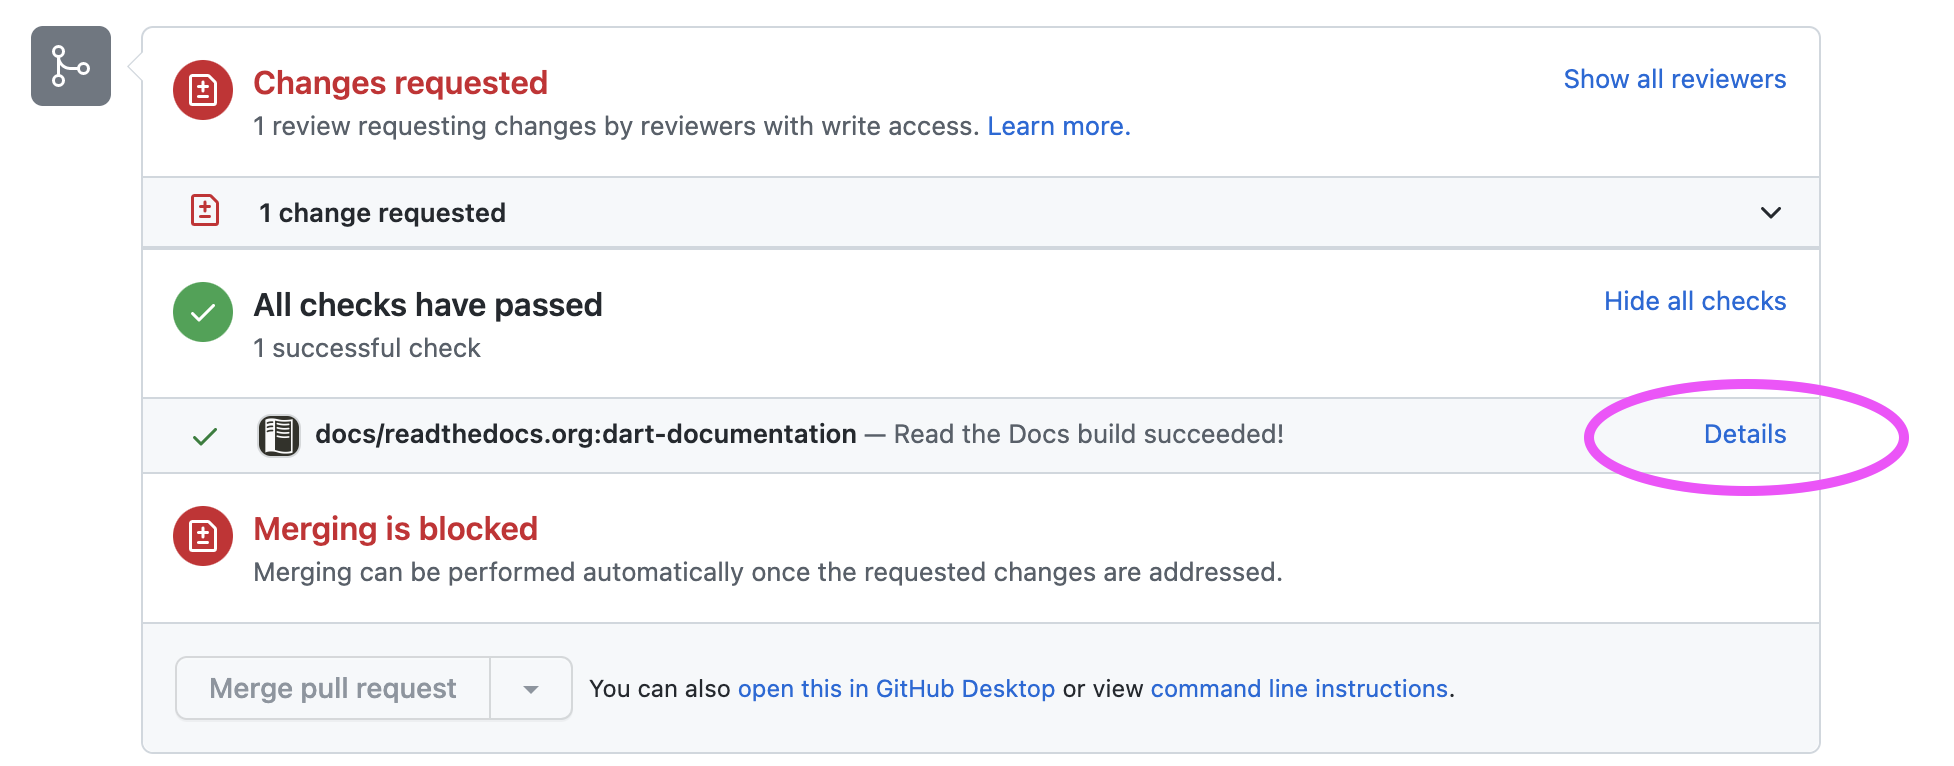 Changes requested
Show all reviewers
1 review requesting changes by reviewers with write access. Learn more.
1 change requested
All checks have passed
Hide all checks
1 successful check
docs/readthedocs.org:dart-documentation — Read the Docs build succeeded!
Details
Merging is blocked
Merging can be performed automatically once the requested changes are addressed.
Merge pull request
You can also open this in GitHub Desktop or view command line instructions.